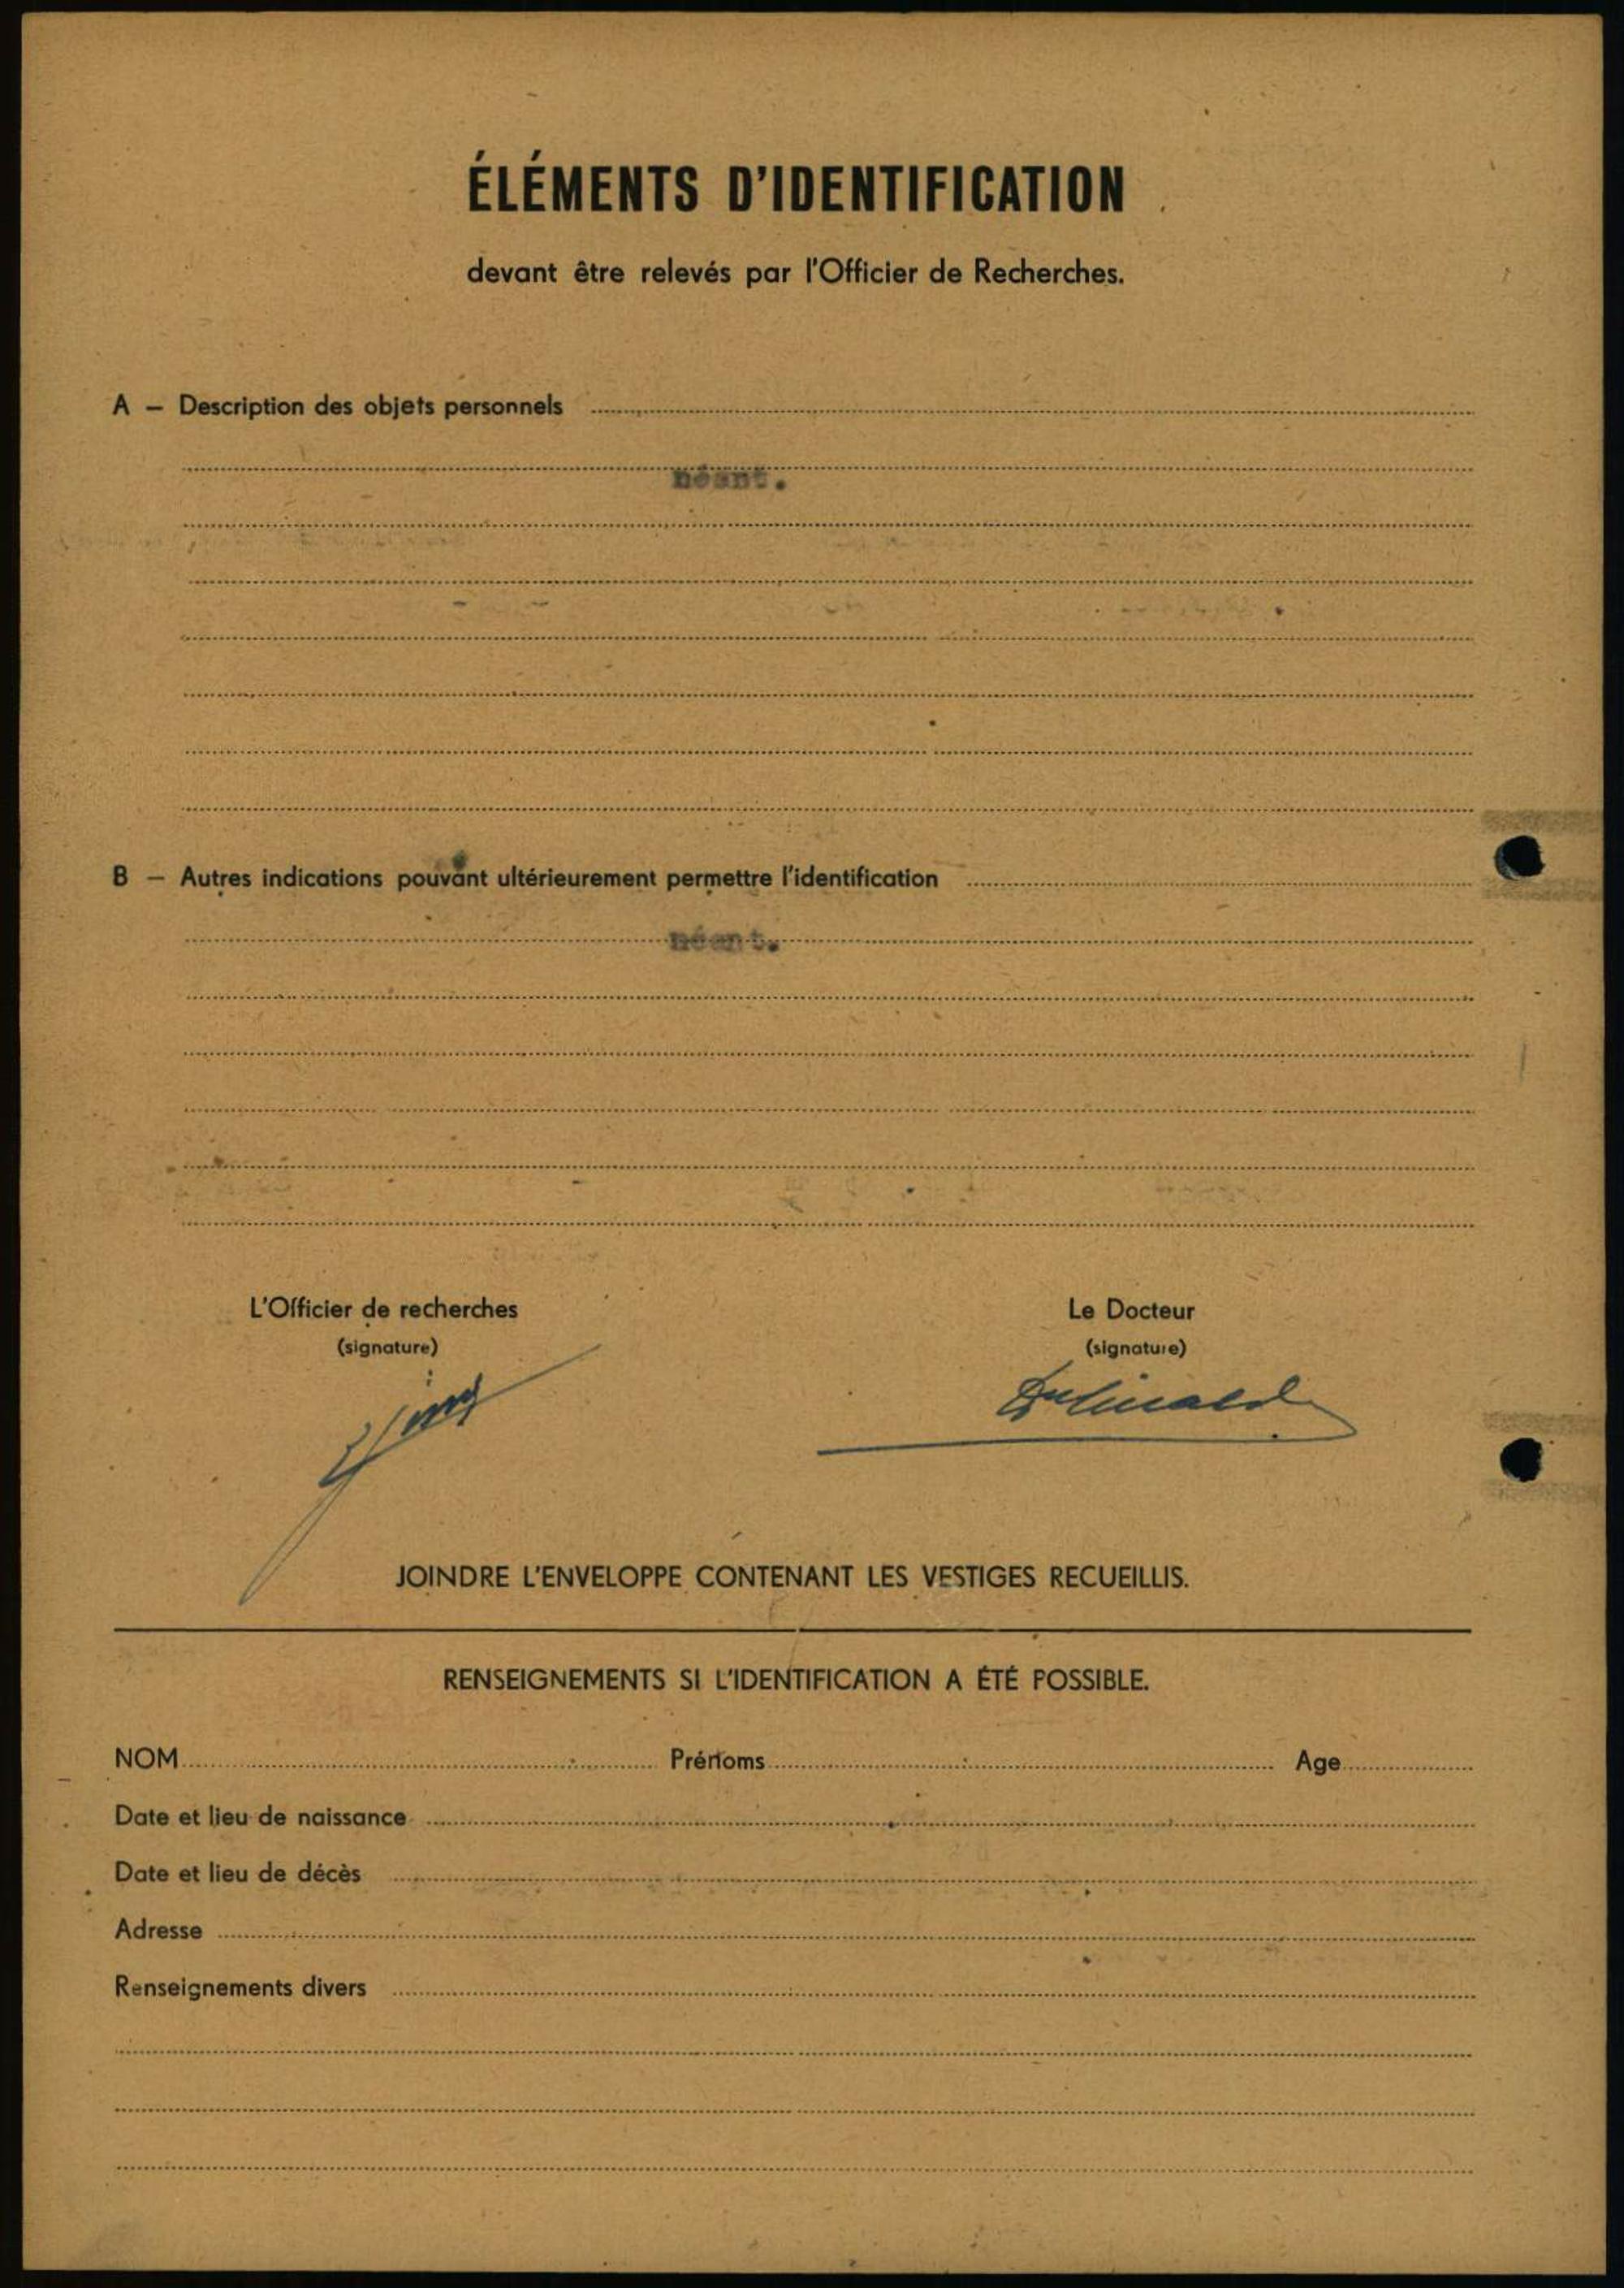 ÉLÉMENTS D'IDENTIFICATION
devant être relevés par l'Officier de Recherches.
A — Description des objets personnels
néant.
B — Autres indications pouvant ultérieurement permettre l'identification
néant.
L'Officier de recherches
(signature)
Le Docteur
(signature)
JOINDRE L'ENVELOPPE CONTENANT LES VESTIGES RECUEILLIS.
RENSEIGNEMENTS SI L'IDENTIFICATION A ÉTÉ POSSIBLE.
NOM Prénoms Age
Date et lieu de naissance
Date et lieu de décès
Adresse
Renseignements divers